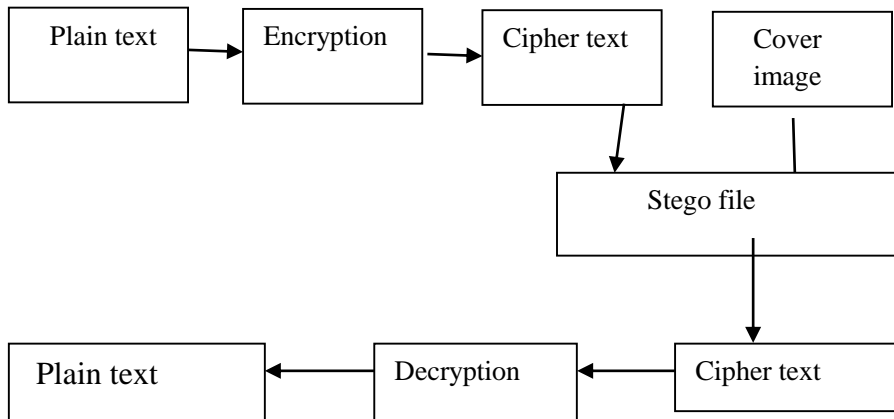 Plain text
Encryption
Cipher text
Cover
image
Stego file
Plain text
Decryption
Cipher text